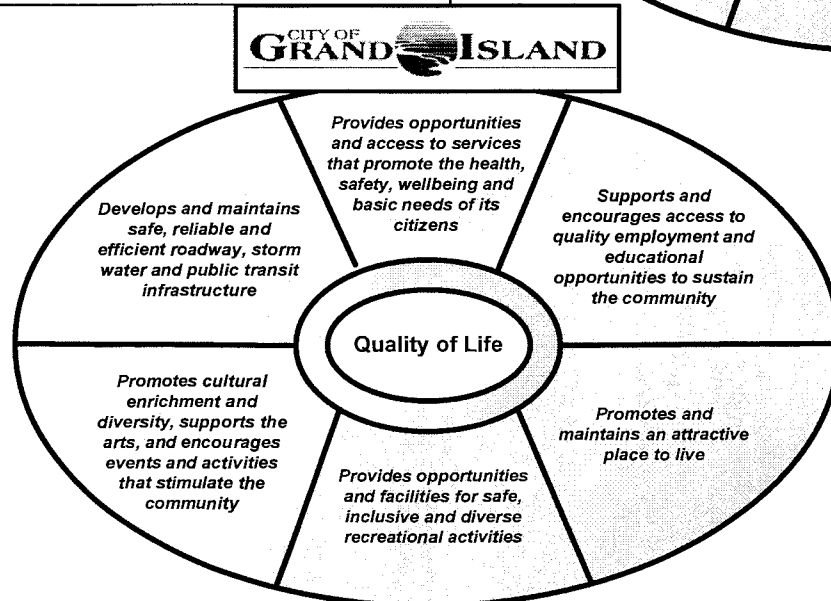 CITY OF
GRAND ISLAND
Provides opportunities
and access to services
that promote the health,
safety, wellbeing and
basic needs of its
citizens
Supports and
encourages access to
quality employment and
educational
opportunities to sustain
the community
Promotes and
maintains an attractive
place to live
Provides opportunities
and facilities for safe,
inclusive and diverse
recreational activities
Promotes cultural
enrichment and
diversity, supports the
arts, and encourages
events and activities
that stimulate the
community
Develops and maintains
safe, reliable and
efficient roadway, storm
water and public transit
infrastructure
Quality of Life